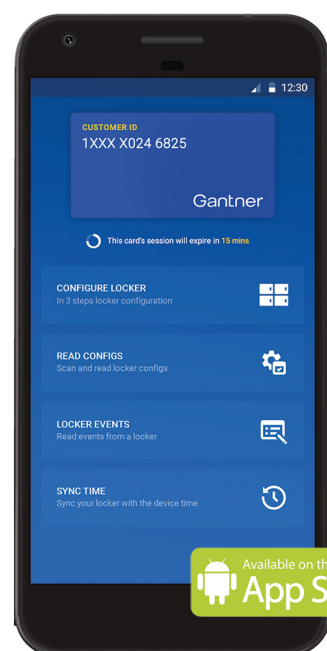 12:30
CUSTOMER ID
1XXX X024 6825
Gantner
This card's session will expire in 15 mins
CONFIGURE LOCKER
In 3 steps locker configuration
READ CONFIGS
Scan and read locker configs
LOCKER EVENTS
Read events from a locker
SYNC TIME
Sync your locker with the device time
Available on th
App S